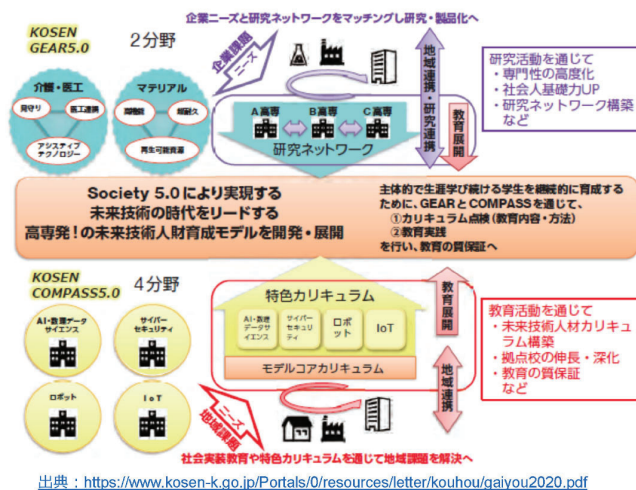 企業ニーズと研究ネットワークをマッチングし研究・製品化へ
KOSEN
GEAR5.0
2分野
介護・医工
見守り
医工連携
アシスティブ
テクノロジー
マテリアル
高機能
超耐久
再生可能資源
企業課題
ニーズ
A高専
B高専
C高専
研究ネットワーク
地域連携・研究連携
教育展開
研究活動を通じて
・専門性の高度化
・社会人基礎力UP
・研究ネットワーク構築
など
Society 5.0により実現する
未来技術の時代をリードする
高専発！の未来技術人財育成モデルを開発・展開
主体的で生涯学び続ける学生を継続的に育成する
ために、GEARとCOMPASSを通じて、
①カリキュラム点検（教育内容・方法）
②教育実践
を行い、教育の質保証へ
KOSEN
COMPASS5.0
4分野
AI・数理データ
サイエンス
サイバー
セキュリティ
ロボット
IoT
特色カリキュラム
AI・数理
データサ
イエンス
サイバー
セキュリ
ティ
ロボ
ット
IoT
モデルコアカリキュラム
教育展開
地域連携
ニーズ
地域課題
教育活動を通じて
・未来技術人材カリキュ
ラム構築
・拠点校の伸長・深化
・教育の質保証
など
社会実装教育や特色カリキュラムを通じて地域課題を解決へ
出典：https://www.kosen-k.go.jp/Portals/0/resources/letter/kouhou/gaiyou2020.pdf